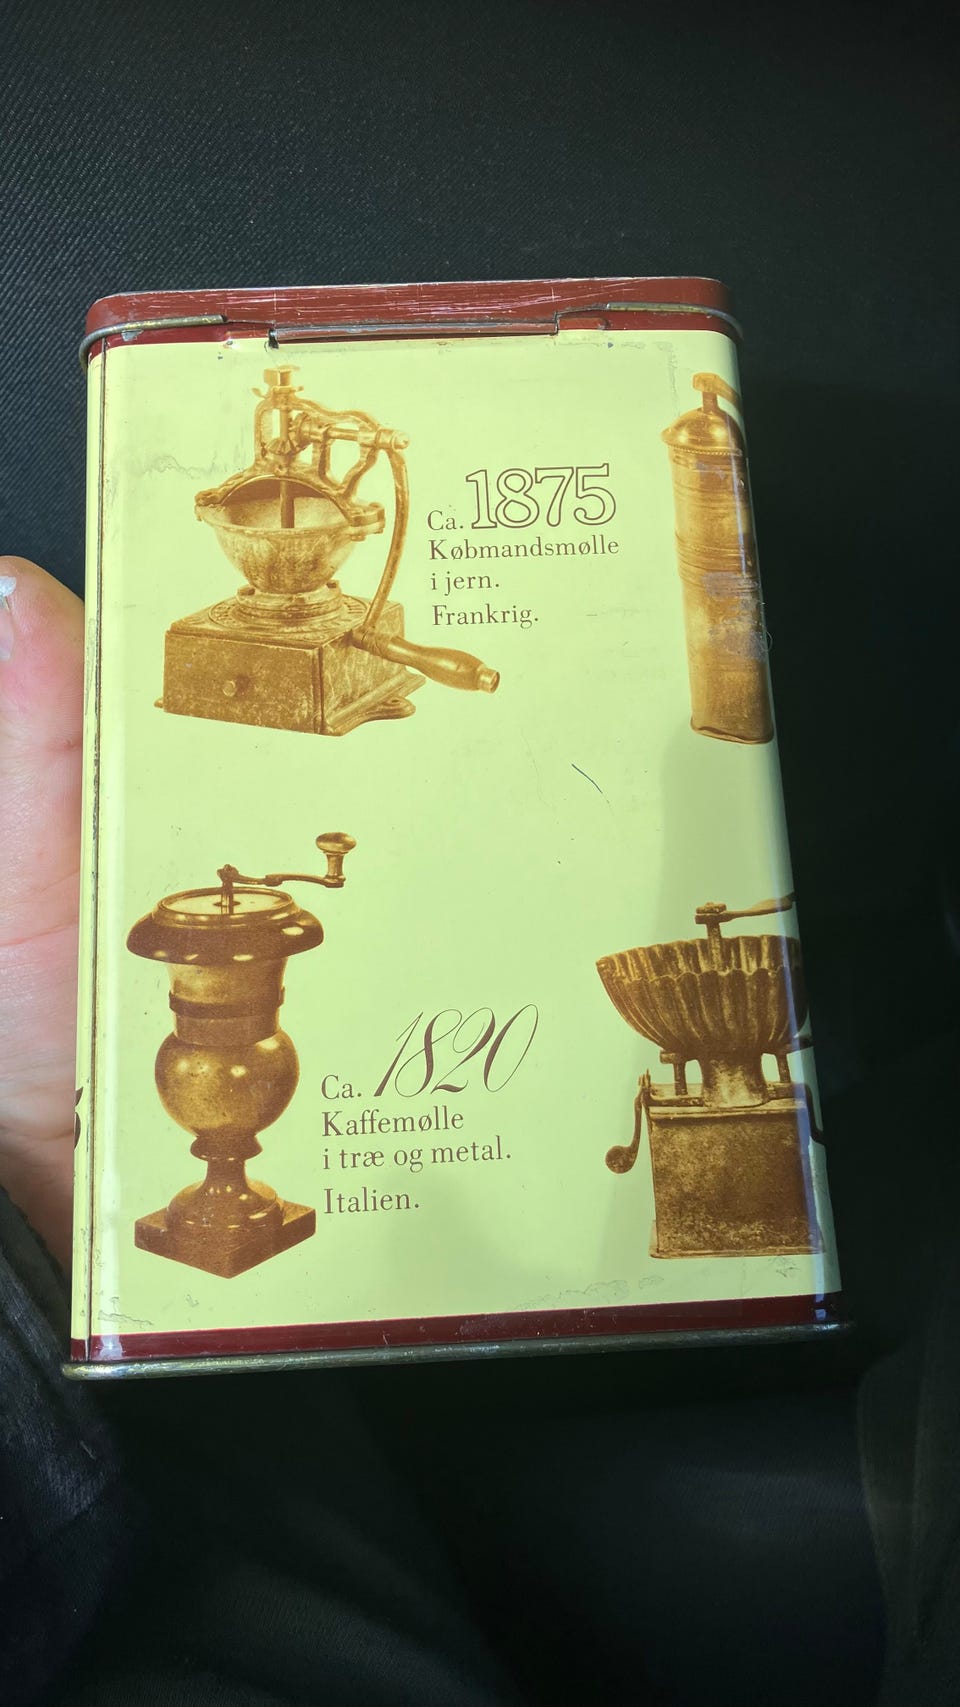 Ca. 1875
Købmandsmølle
i jern.
Frankrig.
Ca. 1820
Kaffemølle
i træ og metal.
Italien.